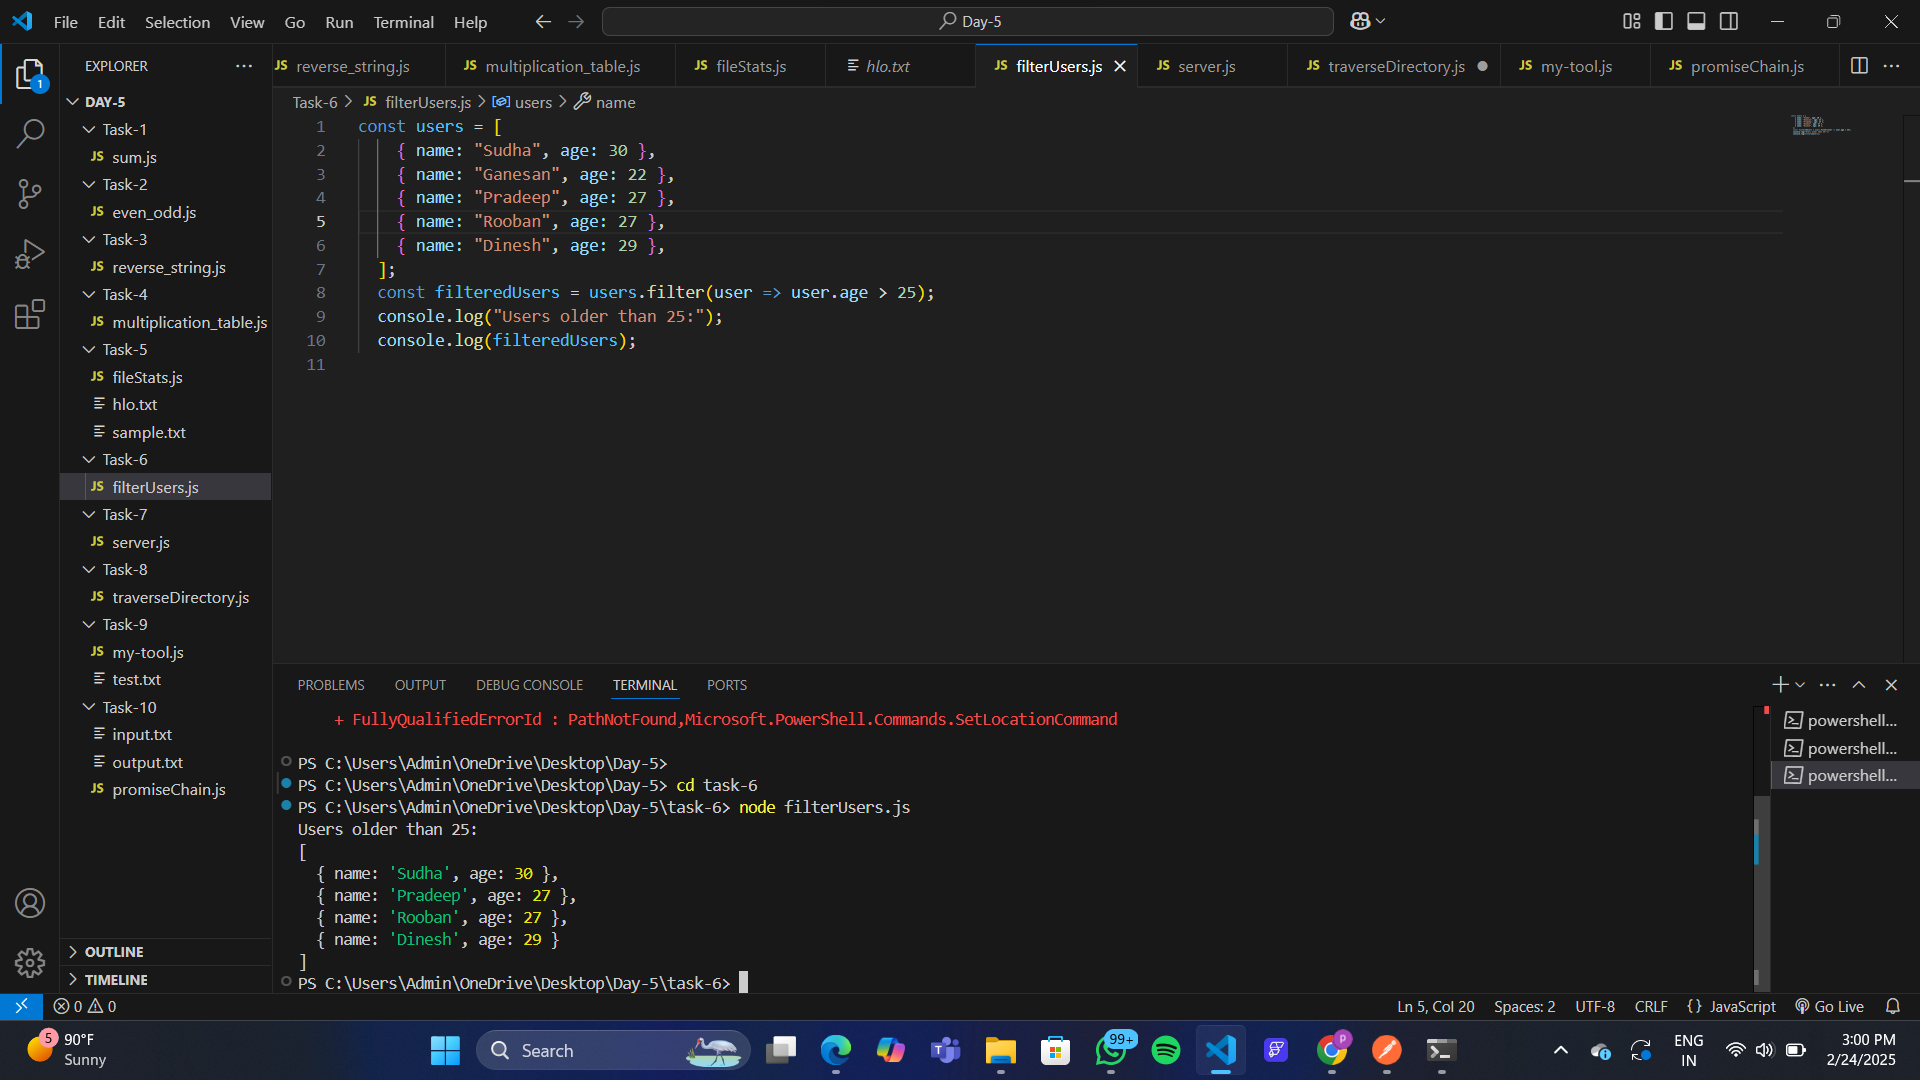 File Edit Selection View Go Run Terminal Help Day-5
EXPLORER
reverse_string.js multiplication_table.js fileStats.js hlo.txt filterUsers.js server.js traverseDirectory.js my-tool.js promiseChain.js
1
DAY-5
Task-1
JS sum.js
Task-2
JS even_odd.js
Task-3
JS reverse_string.js
Task-4
JS multiplication_table.js
Task-5
JS fileStats.js
hlo.txt
sample.txt
Task-6
JS filterUsers.js
Task-7
JS server.js
Task-8
JS traverseDirectory.js
Task-9
JS my-tool.js
test.txt
Task-10
input.txt
output.txt
JS promiseChain.js
OUTLINE
TIMELINE
Task-6 > JS filterUsers.js > users > name
1 const users = [
2 { name: "Sudha", age: 30 },
3 { name: "Ganesan", age: 22 },
4 { name: "Pradeep", age: 27 },
5 { name: "Rooban", age: 27 },
6 { name: "Dinesh", age: 29 },
7 ];
8 const filteredUsers = users.filter(user => user.age > 25);
9 console.log("Users older than 25:");
10 console.log(filteredUsers);
11
PROBLEMS OUTPUT DEBUG CONSOLE TERMINAL PORTS
+ FullyQualifiedErrorId : PathNotFound,Microsoft.PowerShell.Commands.SetLocationCommand
PS C:\Users\Admin\OneDrive\Desktop\Day-5>
PS C:\Users\Admin\OneDrive\Desktop\Day-5> cd task-6
PS C:\Users\Admin\OneDrive\Desktop\Day-5\task-6> node filterUsers.js
Users older than 25:
[
{ name: 'Sudha', age: 30 },
{ name: 'Pradeep', age: 27 },
{ name: 'Rooban', age: 27 },
{ name: 'Dinesh', age: 29 }
]
PS C:\Users\Admin\OneDrive\Desktop\Day-5\task-6>
powershell...
powershell...
powershell...
0 0 Ln 5, Col 20 Spaces: 2 UTF-8 CRLF {} JavaScript Go Live
5 90°F
Sunny
Search
99+
P
ENG
IN
3:00 PM
2/24/2025